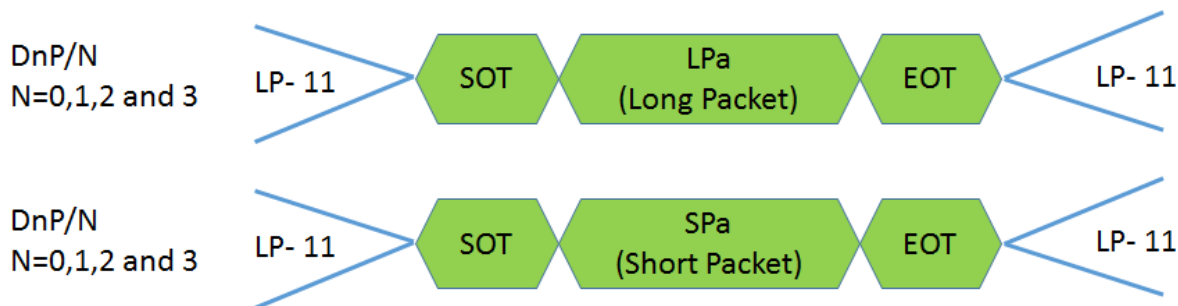 DnP/N
N=0,1,2 and 3
LP- 11
SOT
LPa
(Long Packet)
EOT
LP- 11
DnP/N
N=0,1,2 and 3
LP- 11
SOT
SPa
(Short Packet)
EOT
LP- 11